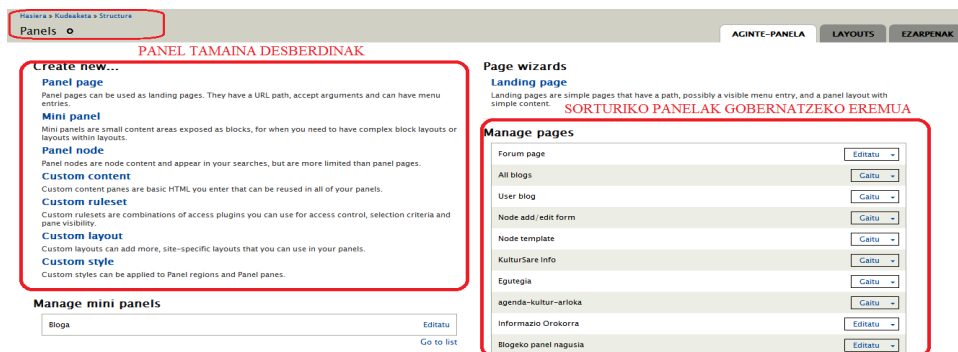 Hasiera » Kudeaketa » Structure
Panels
AGINTE-PANELA LAYOUTS EZARPENAK
PANEL TAMAINA DESBERDINAK
Create new...
Panel page
Panel pages can be used as landing pages. They have a URL path, accept arguments and can have menu
entries.
Mini panel
Mini panels are small content areas exposed as blocks, for when you need to have complex block layouts or
layouts within layouts.
Panel node
Panel nodes are node content and appear in your searches, but are more limited than panel pages.
Custom content
Custom content panes are basic HTML you enter that can be reused in all of your panels.
Custom ruleset
Custom rulesets are combinations of access plugins you can use for access control, selection criteria and
pane visibility.
Custom layout
Custom layouts can add more, site-specific layouts that you can use in your panels.
Custom style
Custom styles can be applied to Panel regions and Panel panes.
Manage mini panels
Bloga Editatu
Go to list
Page wizards
Landing page
Landing pages are simple pages that have a path, possibly a visible menu entry, and a panel layout with
simple content.
SORTURIKO PANELAK GOBERNATZEKO EREMUA
Manage pages
Forum page Editatu
All blogs Gaitu
User blog Gaitu
Node add/edit form Gaitu
Node template Gaitu
KulturSare Info Gaitu
Egutegia Gaitu
agenda-kultur-arloka Gaitu
Informazio Orokorra Editatu
Blogeko panel nagusia Editatu